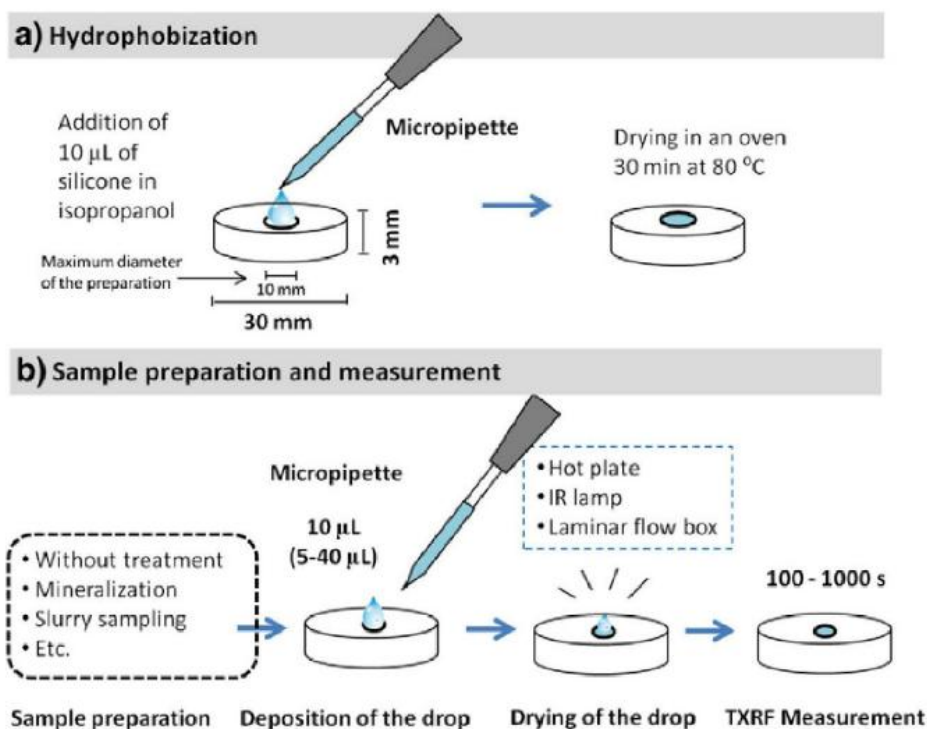 a) Hydrophobization
Addition of
10 µL of
silicone in
isopropanol
Micropipette
Drying in an oven
30 min at 80 °C
3 mm
Maximum diameter
of the preparation
10 mm
30 mm
b) Sample preparation and measurement
Micropipette
10 µL
(5-40 µL)
• Hot plate
• IR lamp
• Laminar flow box
• Without treatment
• Mineralization
• Slurry sampling
• Etc.
100 - 1000 s
Sample preparation
Deposition of the drop
Drying of the drop
TXRF Measurement